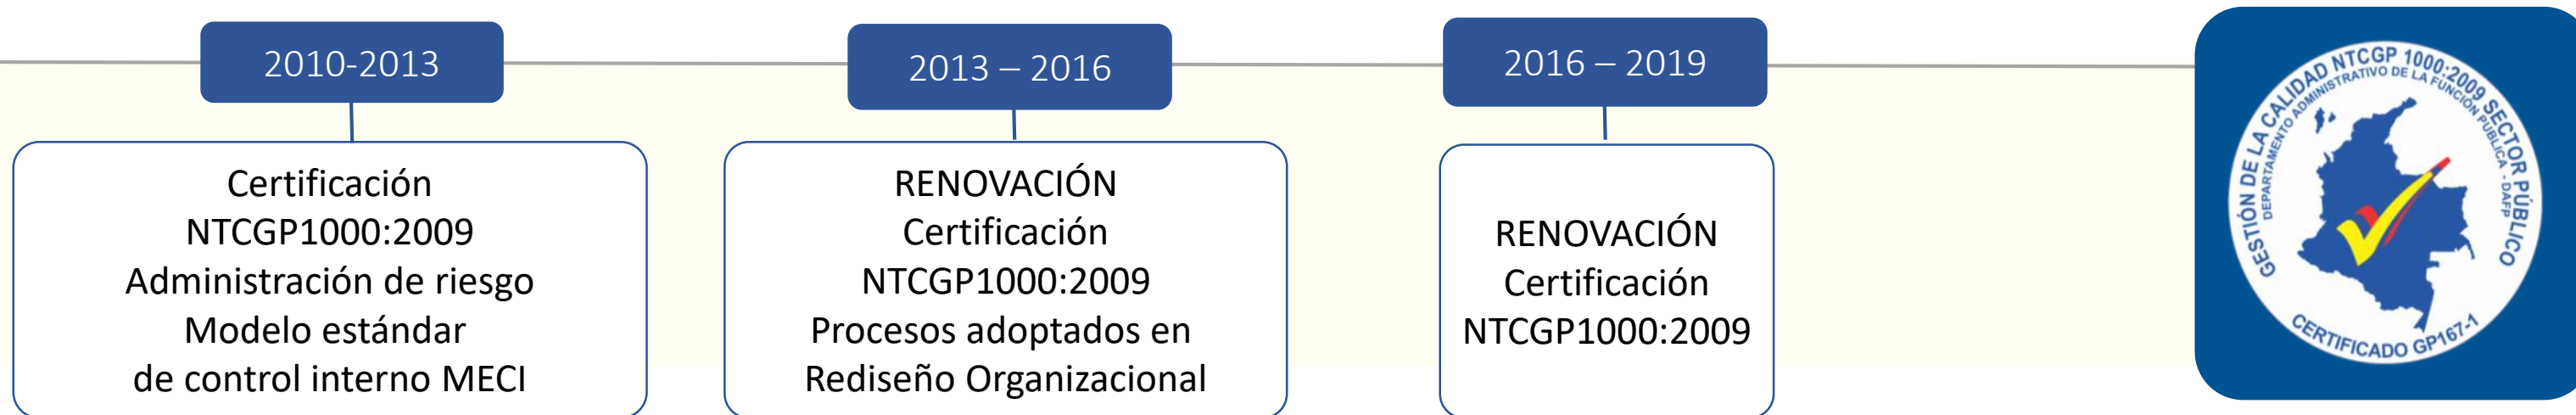 2010-2013
Certificación
NTCGP1000:2009
Administración de riesgo
Modelo estándar
de control interno MECI
2013 – 2016
RENOVACIÓN
Certificación
NTCGP1000:2009
Procesos adoptados en
Rediseño Organizacional
2016 – 2019
RENOVACIÓN
Certificación
NTCGP1000:2009
GESTIÓN DE LA CALIDAD NTCGP 1000:2009 SECTOR PÚBLICO
DEPARTAMENTO ADMINISTRATIVO DE LA FUNCIÓN PÚBLICA - DAFP
CERTIFICADO GP167-1